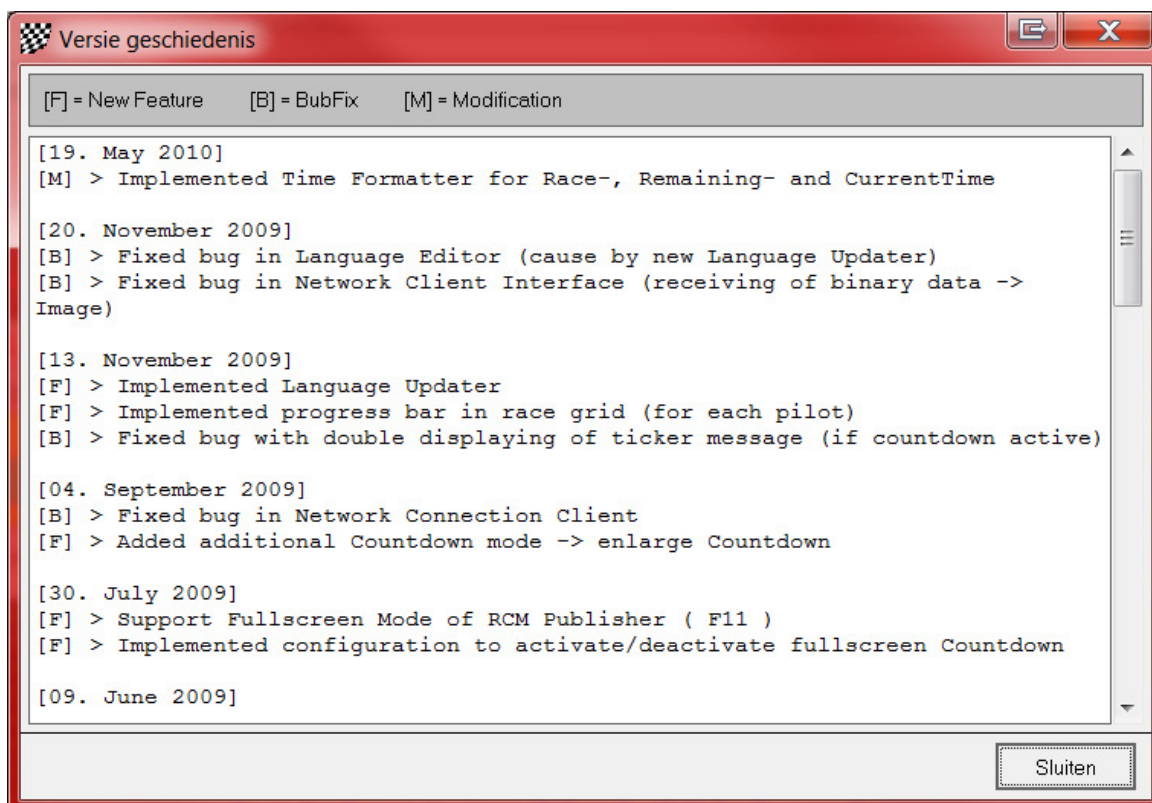 Versie geschiedenis
[F] = New Feature [B] = BubFix [M] = Modification
[19. May 2010]
[M] > Implemented Time Formatter for Race-, Remaining- and CurrentTime
[20. November 2009]
[B] > Fixed bug in Language Editor (cause by new Language Updater)
[B] > Fixed bug in Network Client Interface (receiving of binary data ->
Image)
[13. November 2009]
[F] > Implemented Language Updater
[F] > Implemented progress bar in race grid (for each pilot)
[B] > Fixed bug with double displaying of ticker message (if countdown active)
[04. September 2009]
[B] > Fixed bug in Network Connection Client
[F] > Added additional Countdown mode -> enlarge Countdown
[30. July 2009]
[F] > Support Fullscreen Mode of RCM Publisher ( F11 )
[F] > Implemented configuration to activate/deactivate fullscreen Countdown
[09. June 2009]
Sluiten